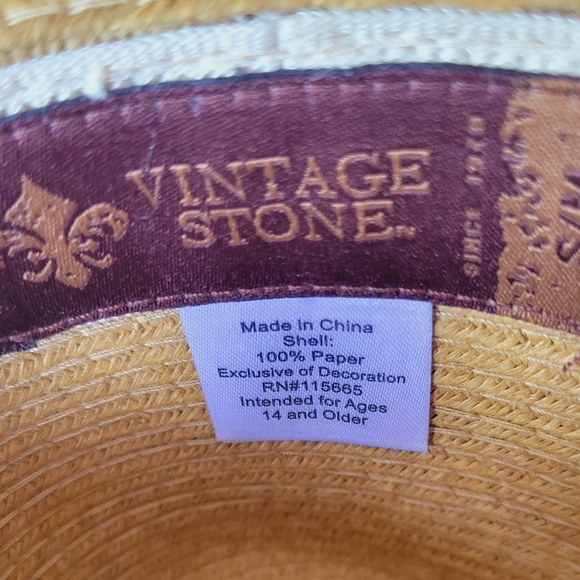 VINTAGE
STONE
SINCE 1970
Made in China
Shell:
100% Paper
Exclusive of Decoration
RN#115665
Intended for Ages
14 and Older